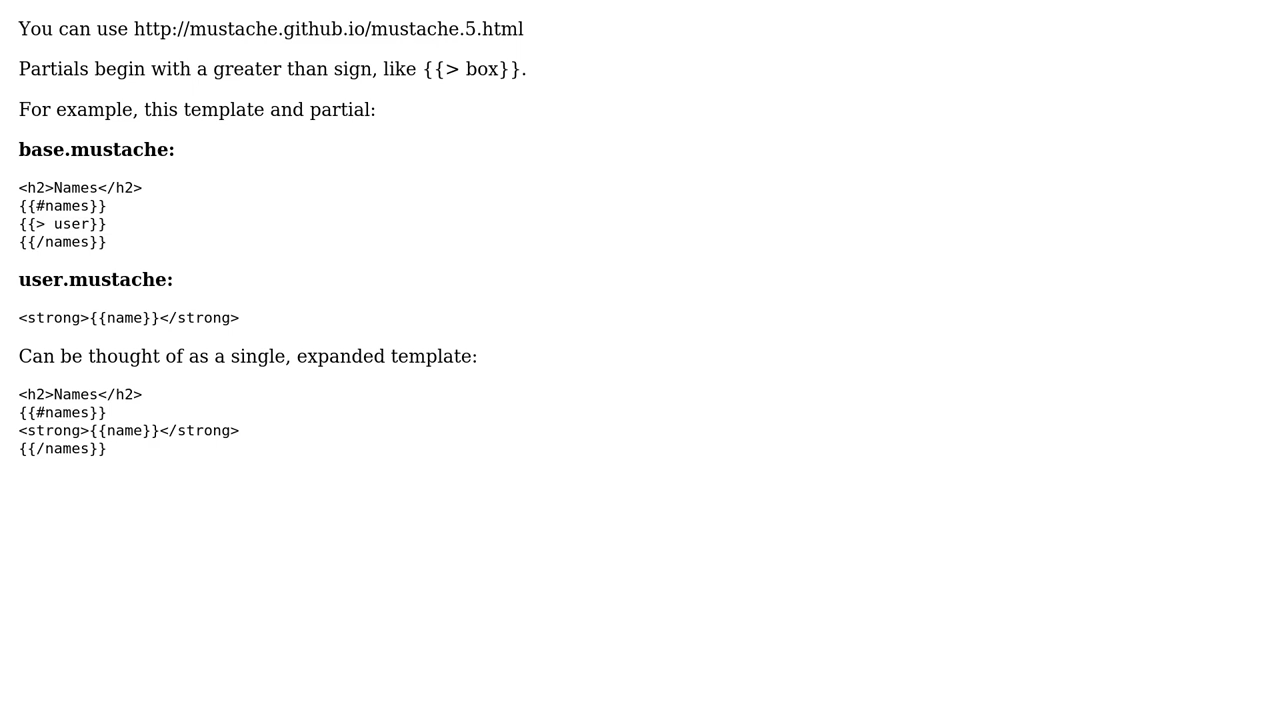 You can use http://mustache.github.io/mustache.5.html
Partials begin with a greater than sign, like {{> box}}.
For example, this template and partial:
base.mustache:
<h2>Names</h2>
{{#names}}
{{> user}}
{{/names}}
user.mustache:
<strong>{{name}}</strong>
Can be thought of as a single, expanded template:
<h2>Names</h2>
{{#names}}
<strong>{{name}}</strong>
{{/names}}